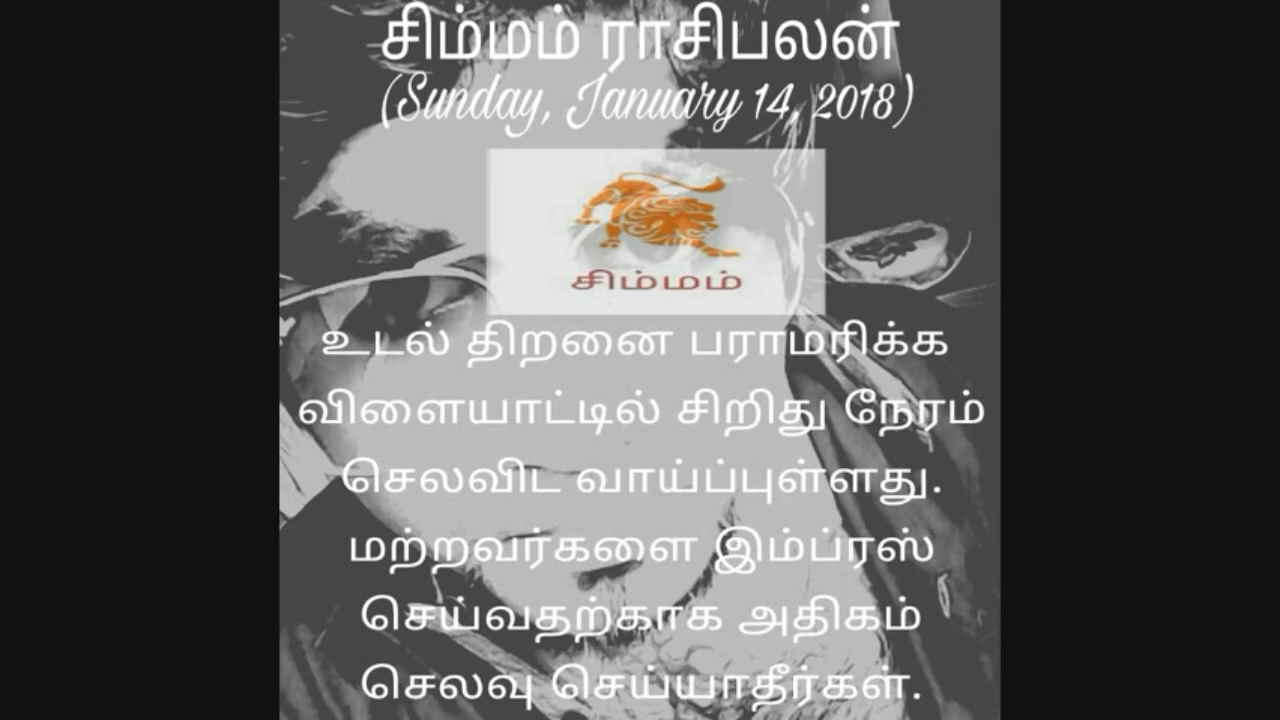 சிம்மம் ராசிபலன்
(Sunday, January 14, 2018)
சிம்மம்
உடல் திறனை பராமரிக்க
விளையாட்டில் சிறிது நேரம்
செலவிட வாய்ப்புள்ளது.
மற்றவர்களை இம்ப்ரஸ்
செய்வதற்காக அதிகம்
செலவு செய்யாதீர்கள்.